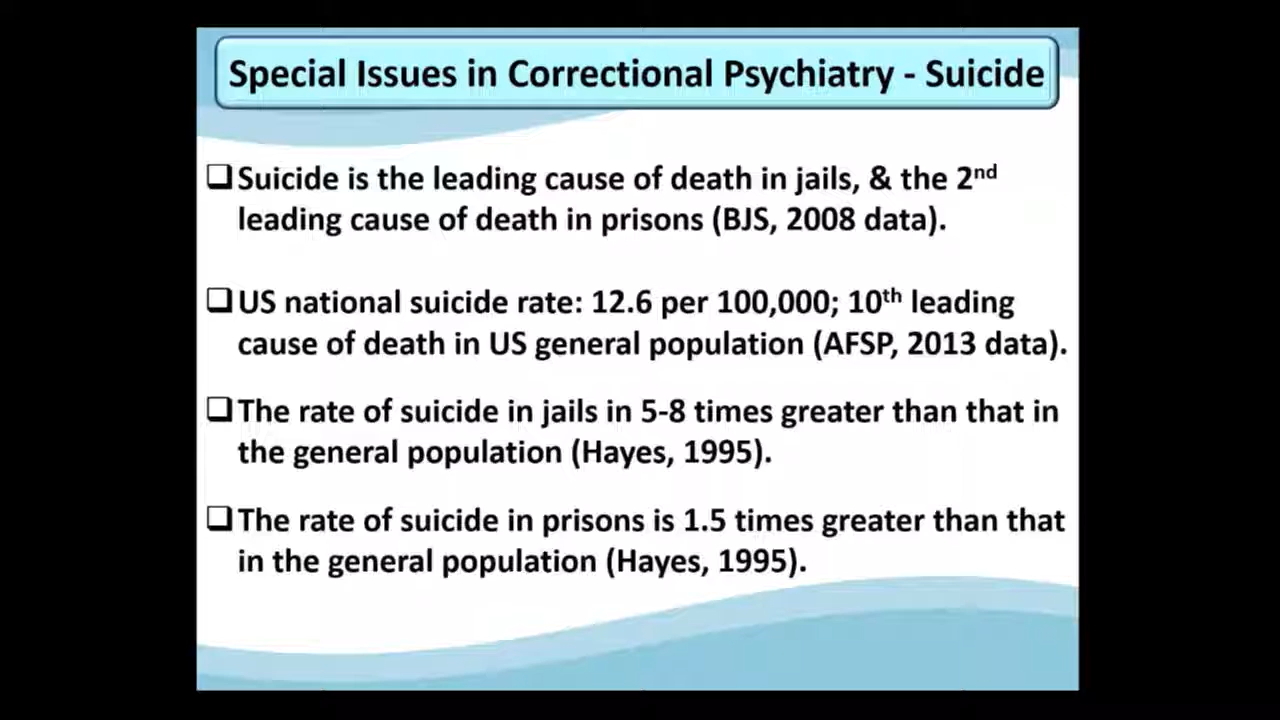 Special Issues in Correctional Psychiatry - Suicide
❑Suicide is the leading cause of death in jails, & the 2nd
leading cause of death in prisons (BJS, 2008 data).
❑US national suicide rate: 12.6 per 100,000; 10th leading
cause of death in US general population (AFSP, 2013 data).
❑The rate of suicide in jails in 5-8 times greater than that in
the general population (Hayes, 1995).
❑The rate of suicide in prisons is 1.5 times greater than that
in the general population (Hayes, 1995).